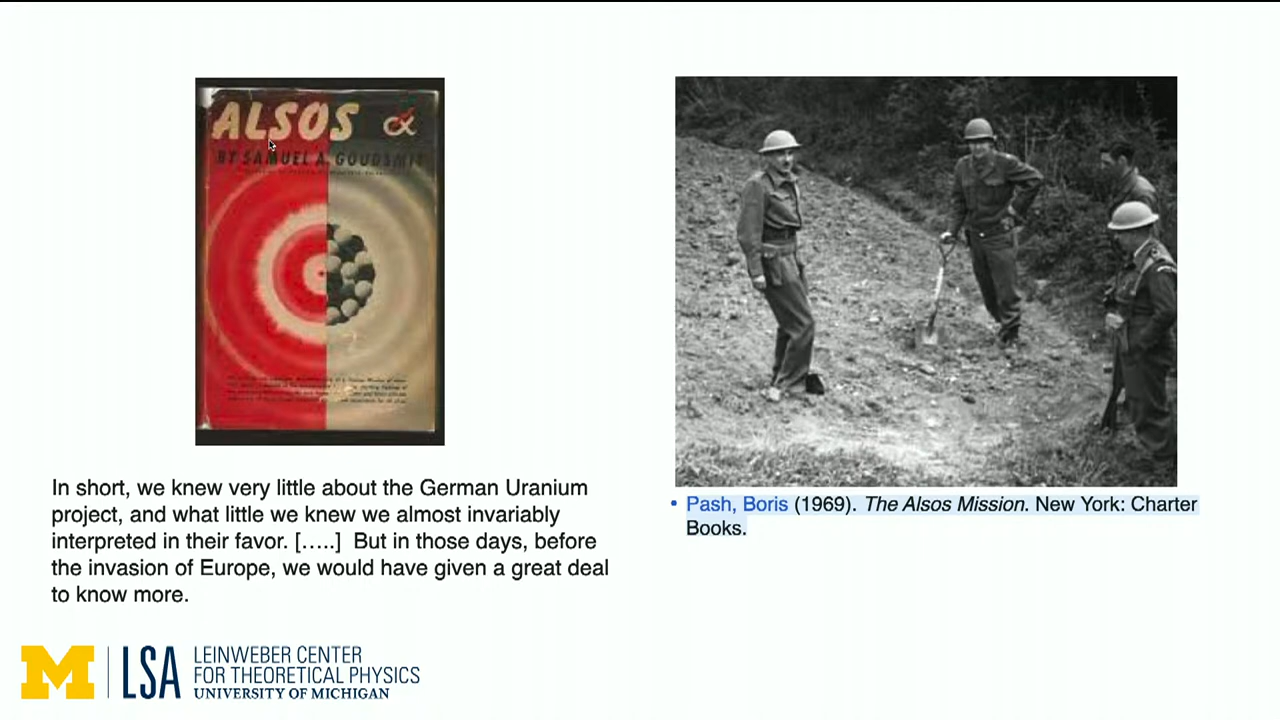 ALSOS
BY SAMUEL A. GOUDSMIT
In short, we knew very little about the German Uranium
project, and what little we knew we almost invariably
interpreted in their favor. [.....] But in those days, before
the invasion of Europe, we would have given a great deal
to know more.
• Pash, Boris (1969). The Alsos Mission. New York: Charter
Books.
M
LSA
LEINWEBER CENTER
FOR THEORETICAL PHYSICS
UNIVERSITY OF MICHIGAN